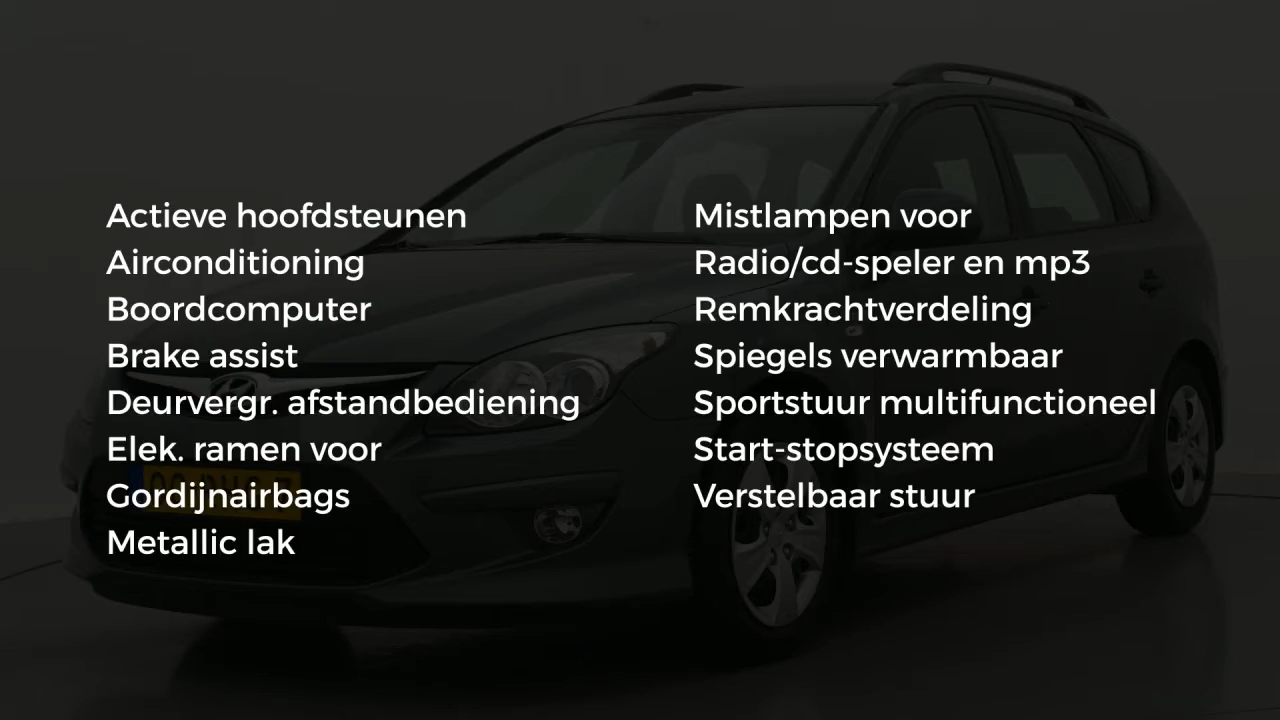 Actieve hoofdsteunen
Airconditioning
Boordcomputer
Brake assist
Deurvergr. afstandbediening
Elek. ramen voor
Gordijnairbags
Metallic lak
Mistlampen voor
Radio/cd-speler en mp3
Remkrachtverdeling
Spiegels verwarmbaar
Sportstuur multifunctioneel
Start-stopsysteem
Verstelbaar stuur